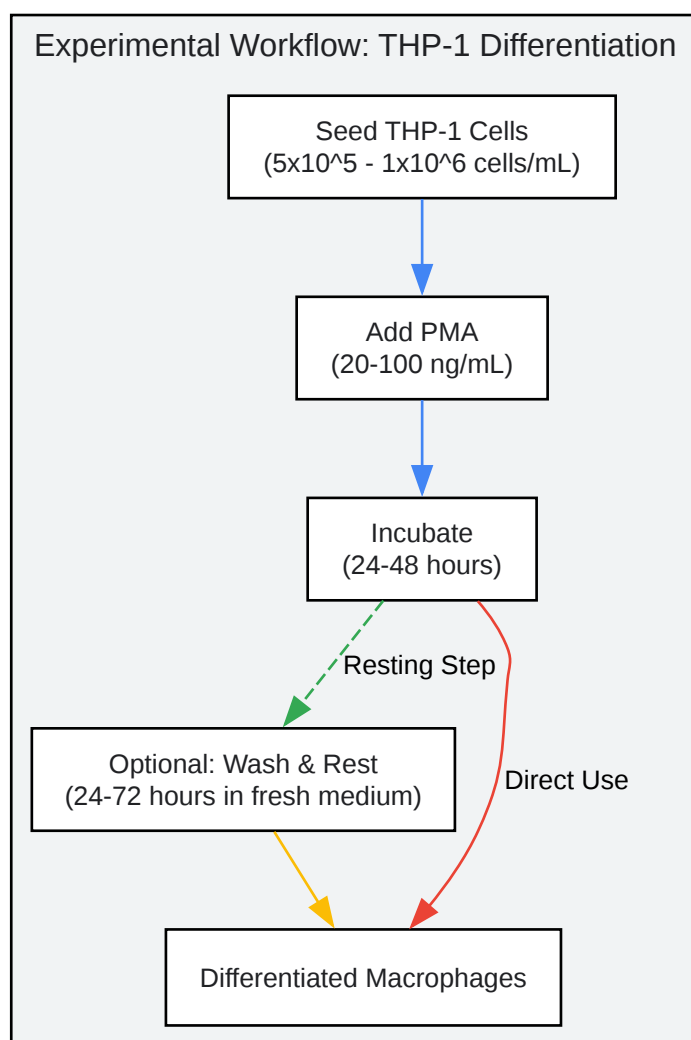 Experimental Workflow: THP-1 Differentiation
Seed THP-1 Cells
(5x10^5 - 1x10^6 cells/mL)
Add PMA
(20-100 ng/mL)
Incubate
(24-48 hours)
Resting Step
Optional: Wash & Rest
(24-72 hours in fresh medium)
Direct Use
Differentiated Macrophages